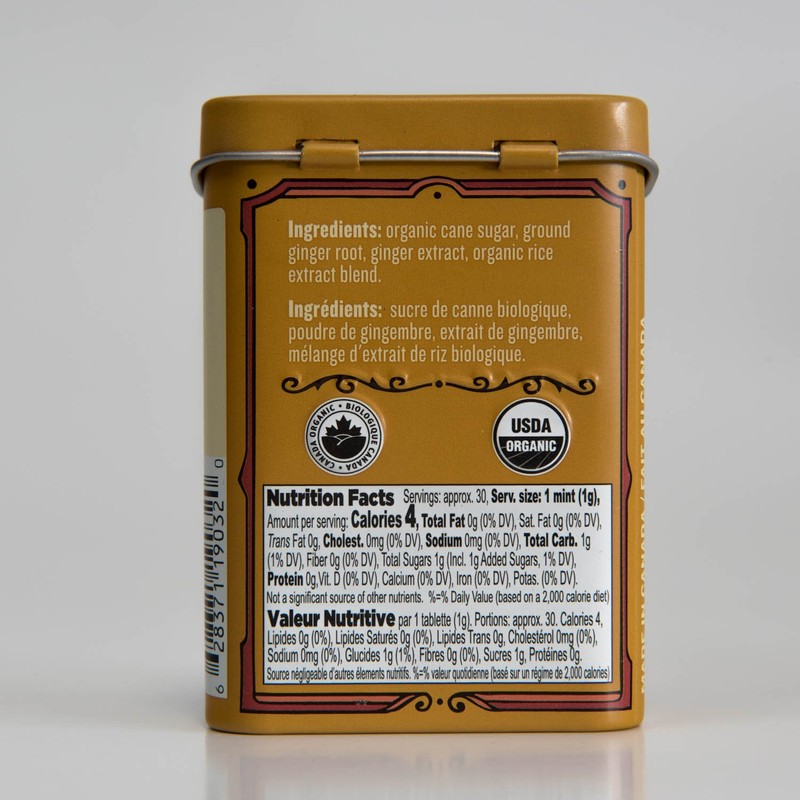 Ingredients: organic cane sugar, ground
ginger root, ginger extract, organic rice
extract blend.
Ingrédients: sucre de canne biologique,
poudre de gingembre, extrait de gingembre,
mélange d'extrait de riz biologique.
CANADA ORGANIC • BIOLOGIQUE CANADA •
USDA
ORGANIC
Nutrition Facts Servings: approx. 30, Serv. size: 1 mint (1g),
Amount per serving: Calories 4, Total Fat 0g (0% DV), Sat. Fat 0g (0% DV),
Trans Fat 0g, Cholest. 0mg (0% DV), Sodium 0mg (0% DV), Total Carb. 1g
(1% DV), Fiber 0g (0% DV), Total Sugars 1g (Incl. 1g Added Sugars, 1% DV),
Protein 0g,Vit. D (0% DV), Calcium (0% DV), Iron (0% DV), Potas. (0% DV).
Not a significant source of other nutrients. %=% Daily Value (based on a 2,000 calorie diet)
Valeur Nutritive par 1 tablette (1g). Portions: approx. 30. Calories 4,
Lipides 0g (0%), Lipides Saturés 0g (0%), Lipides Trans 0g, Cholestérol 0mg (0%),
Sodium 0mg (0%), Glucides 1g (1%), Fibres 0g (0%), Sucres 1g, Protéines 0g.
Source négligeable d'autres élements nutritifs. %=% valeur quotidienne (basé sur un régime de 2,000 calories)
6 28371 19032 0
MADE IN CANADA / FAIT AU CANADA